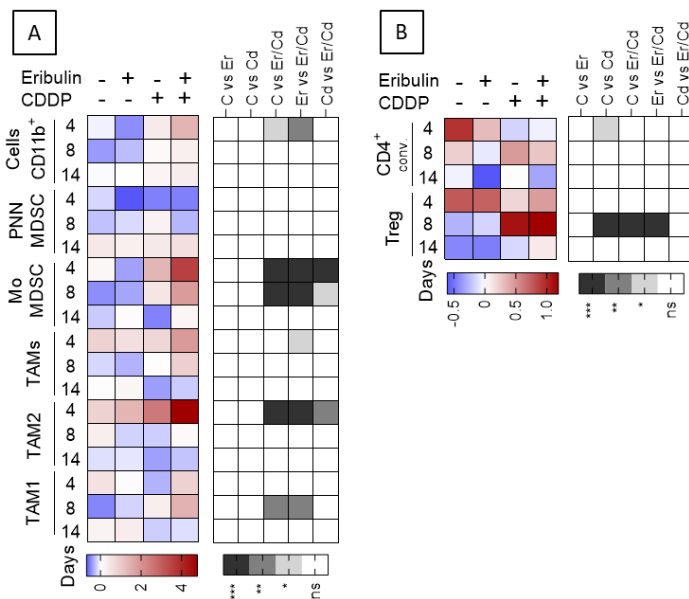 A
Eribulin - + - +
CDDP - - + +
C vs Er
C vs Cd
C vs Er/Cd
Er vs Er/Cd
Cd vs Er/Cd
Cells
CD11b+
4
8
14
PNN
MDSC
4
8
14
Mo
MDSC
4
8
14
TAMs
4
8
14
TAM2
4
8
14
TAM1
4
8
14
Days
0 2 4
*** ** * ns
B
Eribulin - + - +
CDDP - - + +
C vs Er
C vs Cd
C vs Er/Cd
Er vs Er/Cd
Cd vs Er/Cd
CD4+
conv.
4
8
14
Treg
4
8
14
Days
-0.5 0 0.5 1.0
*** ** * ns